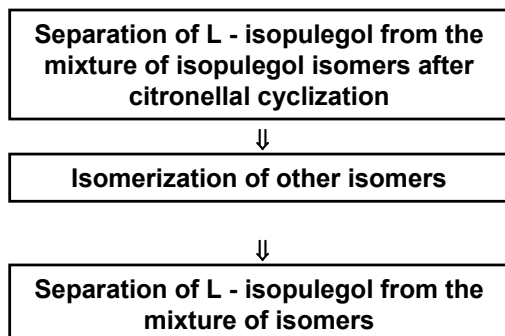 Separation of L - isopulegol from the
mixture of isopulegol isomers after
citronellal cyclization
⇓
Isomerization of other isomers
⇓
Separation of L - isopulegol from the
mixture of isomers